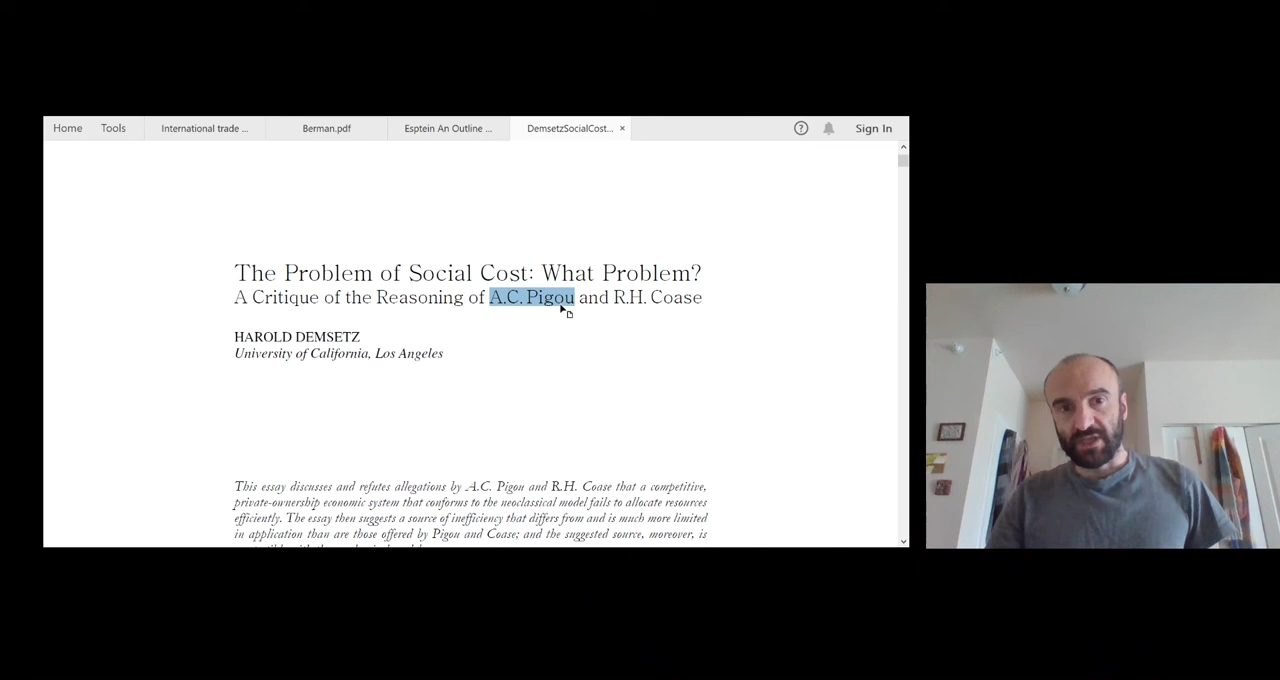 Home Tools International trade ... Berman.pdf Esptein An Outline ... DemsetzSocialCost... × Sign In
The Problem of Social Cost: What Problem?
A Critique of the Reasoning of A.C. Pigou and R.H. Coase
HAROLD DEMSETZ
University of California, Los Angeles
This essay discusses and refutes allegations by A.C. Pigou and R.H. Coase that a competitive,
private-ownership economic system that conforms to the neoclassical model fails to allocate resources
efficiently. The essay then suggests a source of inefficiency that differs from and is much more limited
in application than are those offered by Pigou and Coase; and the suggested source, moreover, is